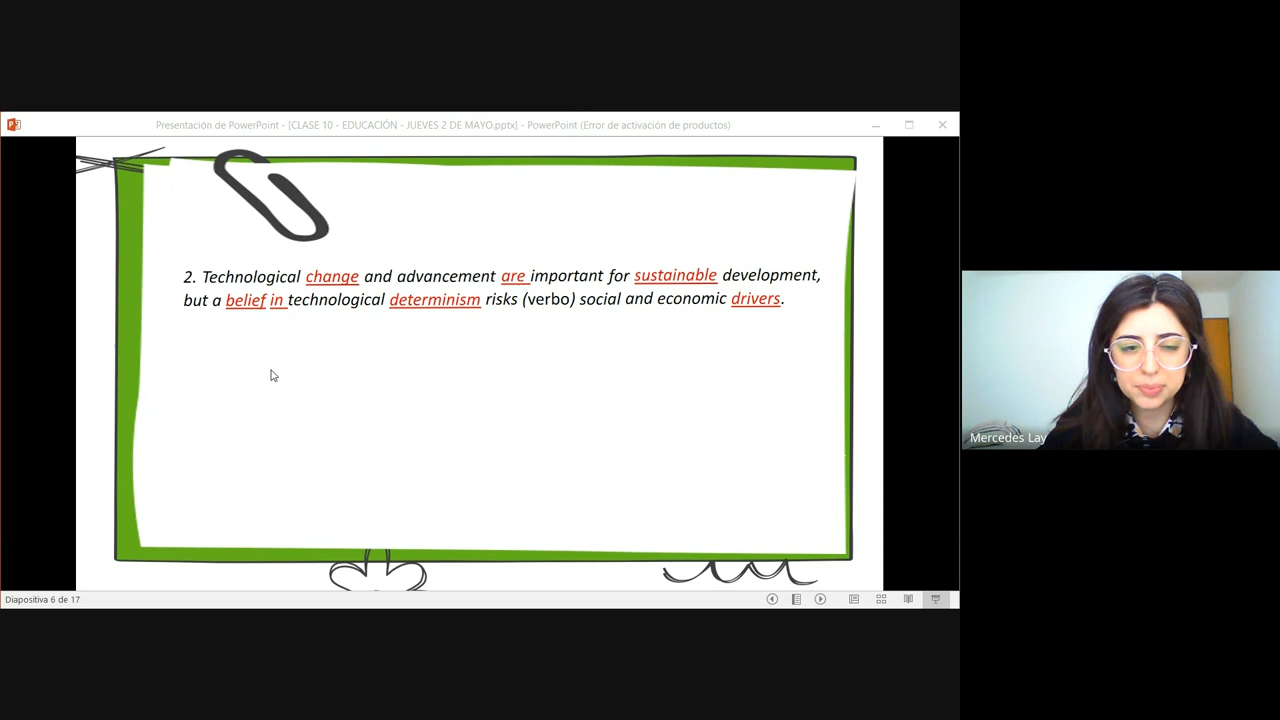 Presentación de PowerPoint - [CLASE 10 - EDUCACIÓN - JUEVES 2 DE MAYO.pptx] - PowerPoint (Error de activación de productos)
2. Technological change and advancement are important for sustainable development,
but a belief in technological determinism risks (verbo) social and economic drivers.
Mercedes Lay
Diapositiva 6 de 17